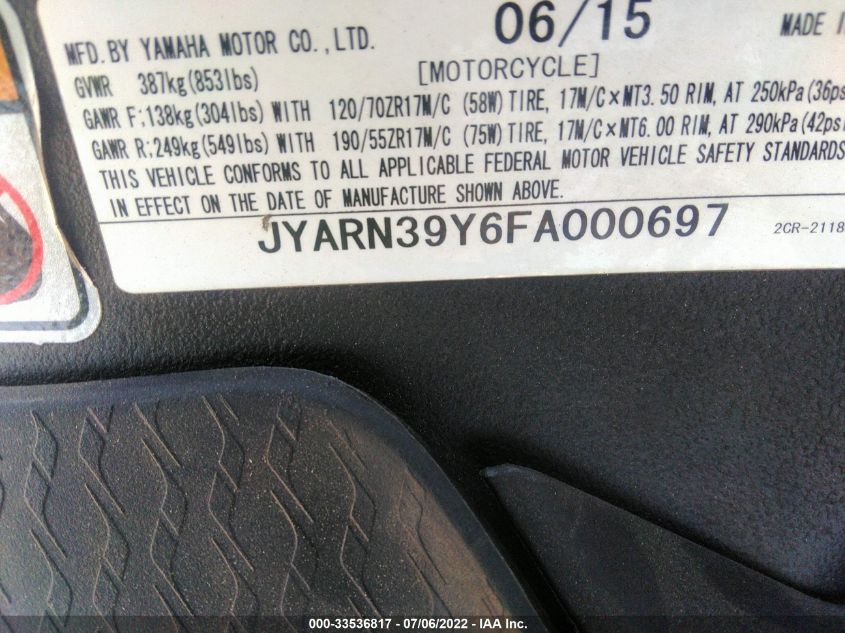 MFD.BY YAMAHA MOTOR CO.,LTD. 06/15 MADE I
GVWR 387kg(853lbs) [MOTORCYCLE]
GAWR F:138kg(304lbs) WITH 120/70ZR17M/C (58W) TIRE, 17M/C×MT3.50 RIM, AT 250kPa(36ps
GAWR R:249kg(549lbs) WITH 190/55ZR17M/C (75W) TIRE, 17M/C×MT6.00 RIM, AT 290kPa(42psi
THIS VEHICLE CONFORMS TO ALL APPLICABLE FEDERAL MOTOR VEHICLE SAFETY STANDARDS
IN EFFECT ON THE DATE OF MANUFACTURE SHOWN ABOVE.
JYARN39Y6FA000697 2CR-2118
000-33536817 - 07/06/2022 - IAA Inc.